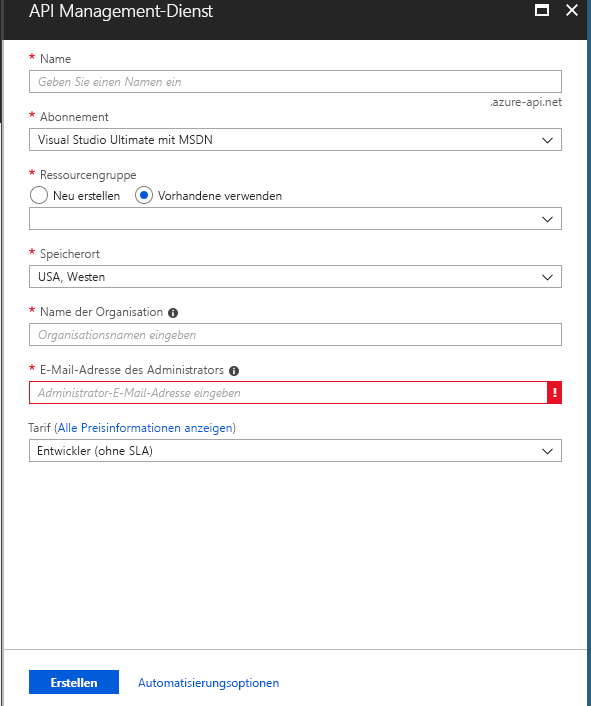 API Management-Dienst
* Name
Geben Sie einen Namen ein
.azure-api.net
* Abonnement
Visual Studio Ultimate mit MSDN
* Ressourcengruppe
Neu erstellen Vorhandene verwenden
* Speicherort
USA, Westen
* Name der Organisation
Organisationsnamen eingeben
* E-Mail-Adresse des Administrators
Administrator-E-Mail-Adresse eingeben
Tarif (Alle Preisinformationen anzeigen)
Entwickler (ohne SLA)
Erstellen Automatisierungsoptionen